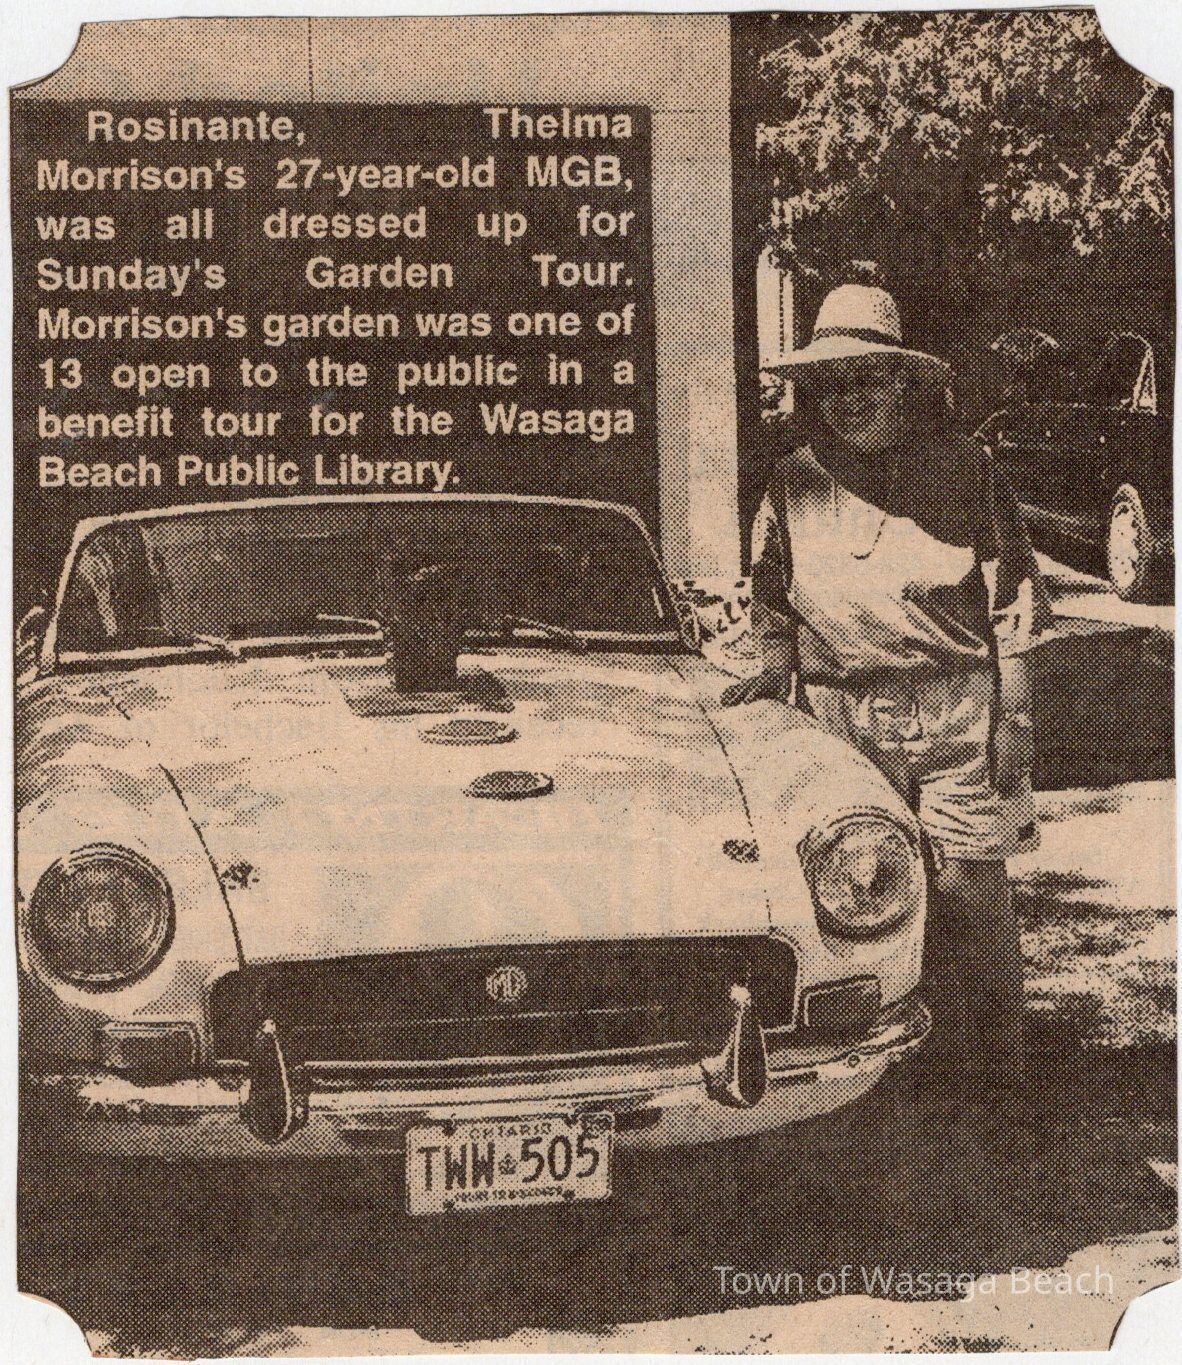 Rosinante, Thelma
Morrison's 27-year-old MGB,
was all dressed up for
Sunday's Garden Tour.
Morrison's garden was one of
13 open to the public in a
benefit tour for the Wasaga
Beach Public Library.
MG
ONTARIO
TWW 505
Town of Wasaga Beach